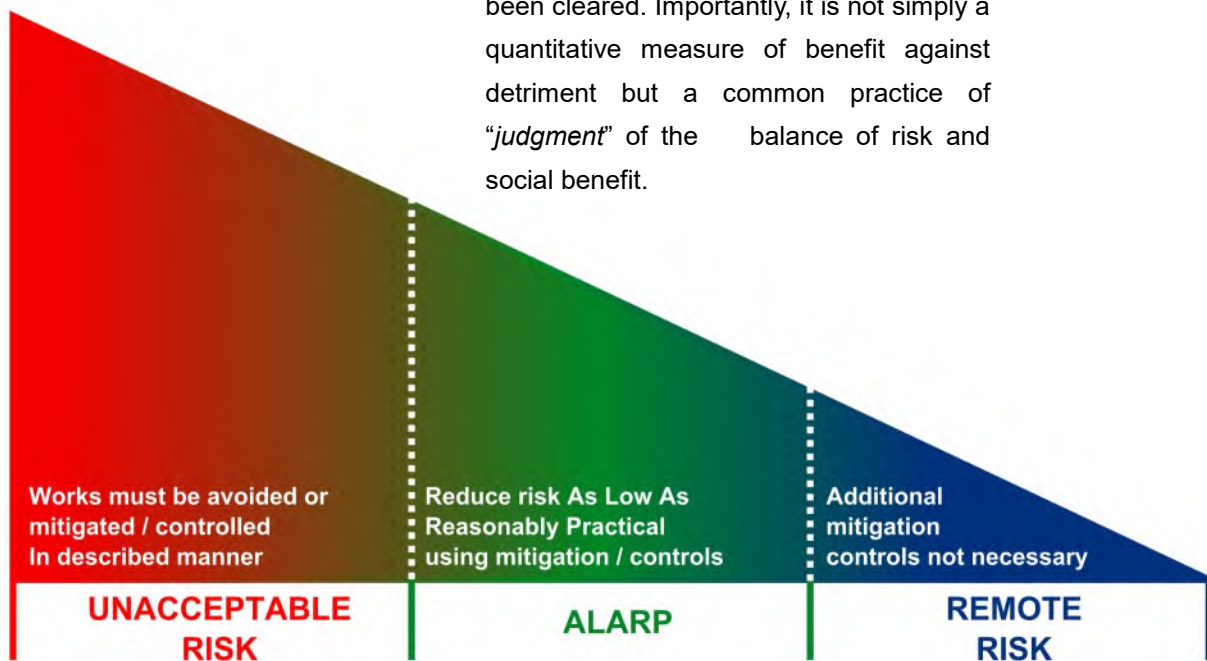 been cleared. Importantly, it is not simply a
quantitative measure of benefit against
detriment but a common practice of
“judgment” of the balance of risk and
social benefit.
Works must be avoided or
mitigated / controlled
In described manner
Reduce risk As Low As
Reasonably Practical
using mitigation / controls
Additional
mitigation
controls not necessary
UNACCEPTABLE
RISK
ALARP
REMOTE
RISK